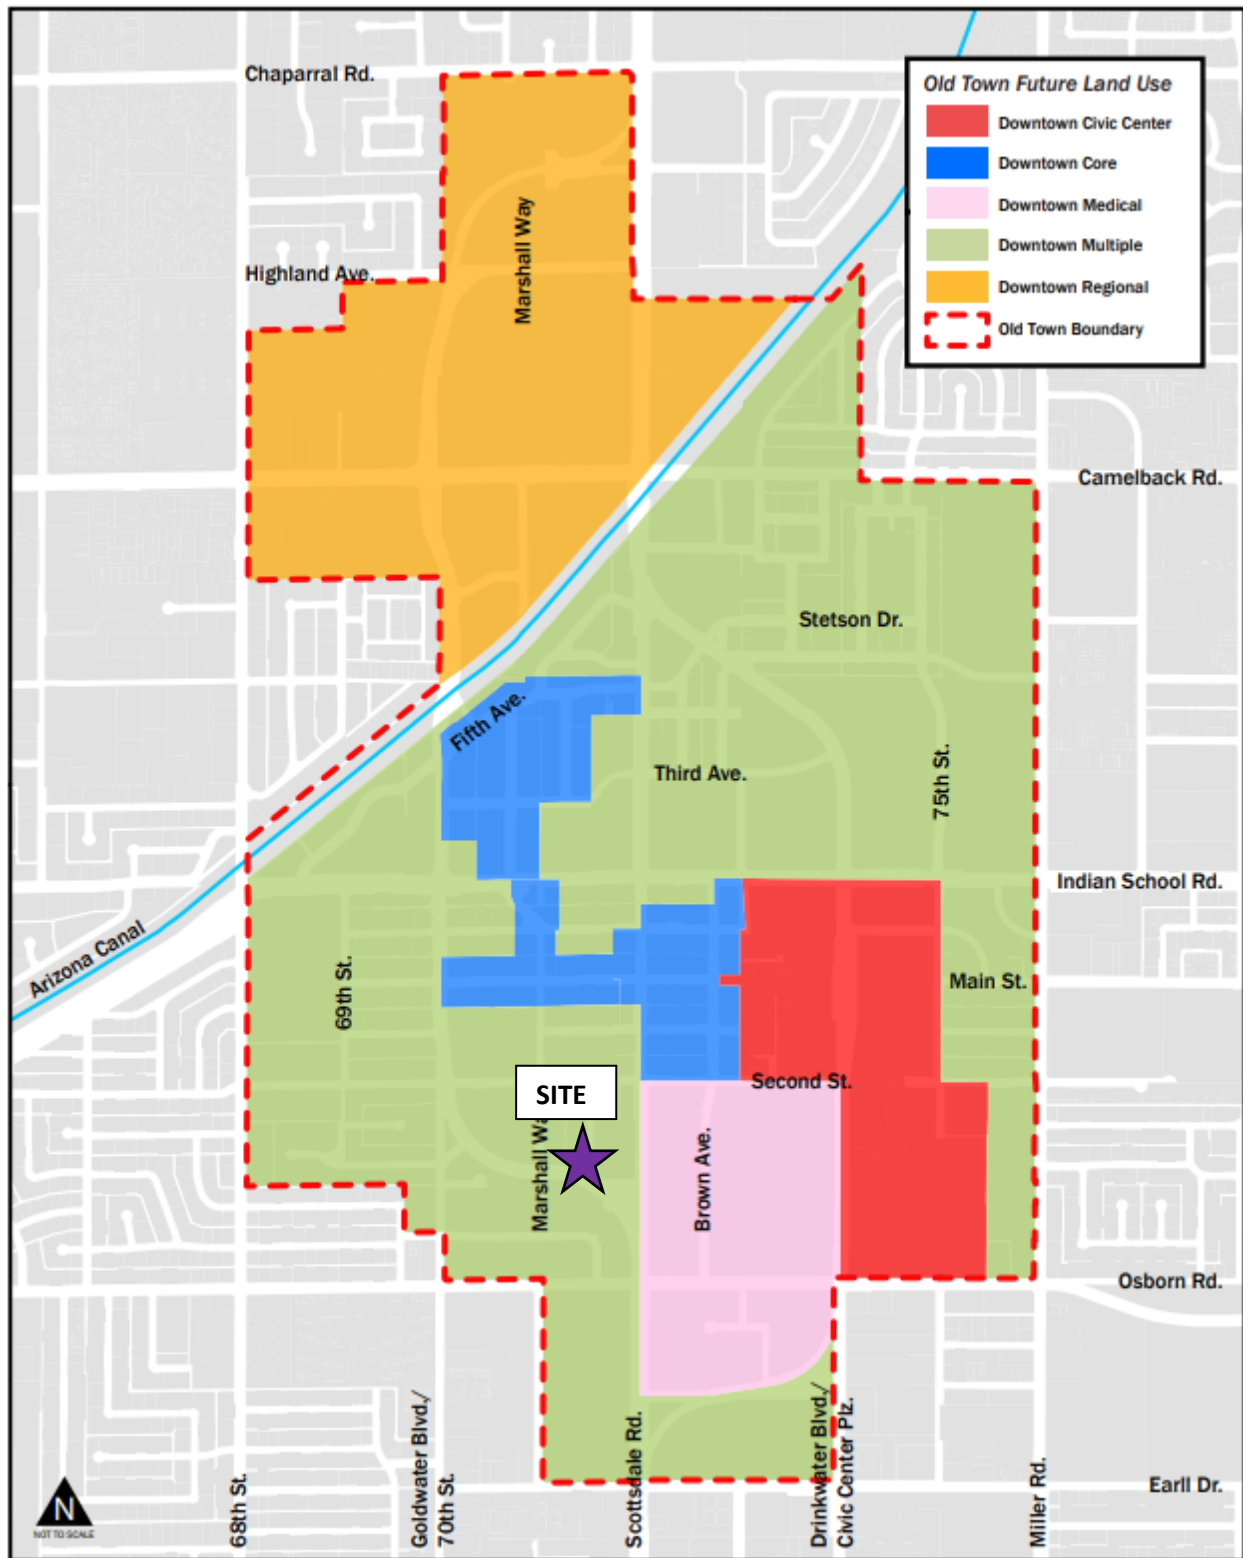 Chaparral Rd.
Old Town Future Land Use
Downtown Civic Center
Downtown Core
Downtown Medical
Downtown Multiple
Downtown Regional
Old Town Boundary
Marshall Way
Highland Ave.
Camelback Rd.
Stetson Dr.
Fifth Ave.
Third Ave.
75th St.
Indian School Rd.
Arizona Canal
69th St.
Main St.
Second St.
SITE
Marshall Wa
Brown Ave.
Osborn Rd.
Goldwater Blvd./
70th St.
68th St.
Scottsdale Rd.
Drinkwater Blvd./
Civic Center Plz.
Miller Rd.
Earll Dr.
N
NOT TO SCALE